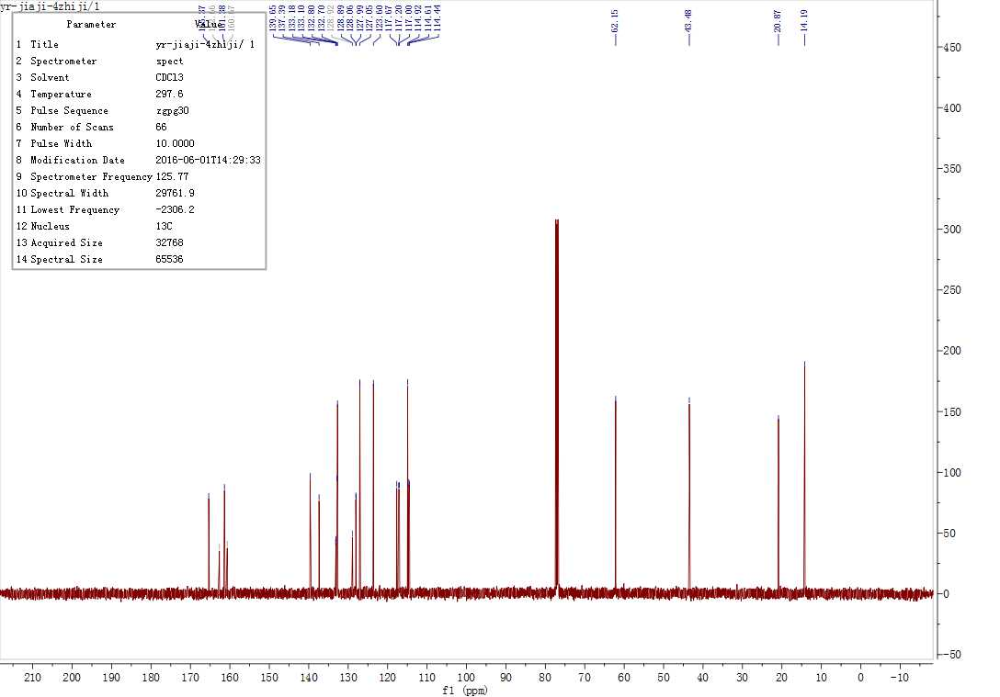 yr-jiaji-4zhiji/1
Parameter Value
1 Title yr-jiaji-4zhiji/ 1
2 Spectrometer spect
3 Solvent CDCl3
4 Temperature 297.6
5 Pulse Sequence zgpg30
6 Number of Scans 66
7 Pulse Width 10.0000
8 Modification Date 2016-06-01T14:29:33
9 Spectrometer Frequency 125.77
10 Spectral Width 29761.9
11 Lowest Frequency -2306.2
12 Nucleus 13C
13 Acquired Size 32768
14 Spectral Size 65536
139.65
137.39
133.18
133.10
132.80
132.70
128.92
128.89
128.06
127.99
127.05
123.60
117.67
117.20
117.00
114.92
114.61
114.44
62.15
43.48
20.87
14.19
450
400
350
300
250
200
150
100
50
0
-50
210 200 190 180 170 160 150 140 130 120 110 100 90 80 70 60 50 40 30 20 10 0 -10
f1 (ppm)